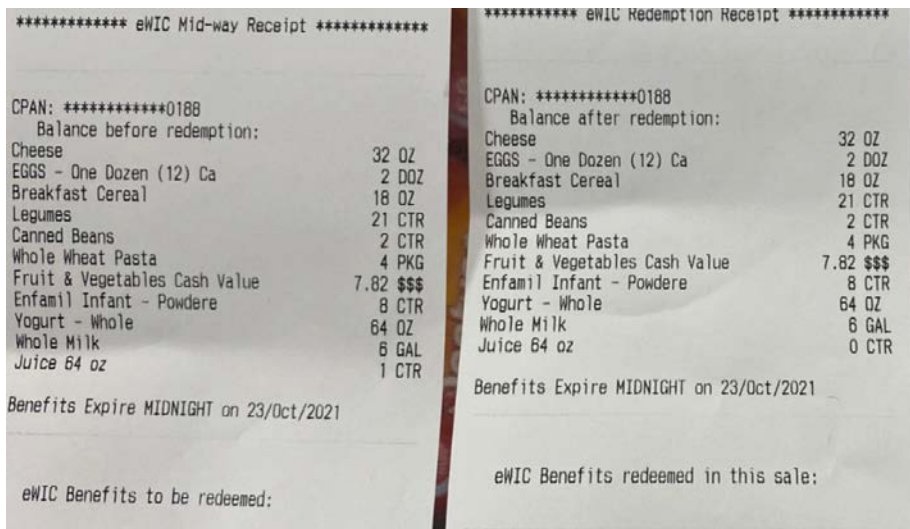 ************* eWIC Mid-way Receipt *************
CPAN: ************0188
Balance before redemption:
Cheese 32 OZ
EGGS - One Dozen (12) Ca 2 DOZ
Breakfast Cereal 18 OZ
Legumes 21 CTR
Canned Beans 2 CTR
Whole Wheat Pasta 4 PKG
Fruit & Vegetables Cash Value 7.82 $$$
Enfamil Infant - Powdere 8 CTR
Yogurt - Whole 64 OZ
Whole Milk 6 GAL
Juice 64 oz 1 CTR
Benefits Expire MIDNIGHT on 23/Oct/2021
eWIC Benefits to be redeemed:
*********** eWIC Redemption Receipt ************
CPAN: ************0188
Balance after redemption:
Cheese 32 OZ
EGGS - One Dozen (12) Ca 2 DOZ
Breakfast Cereal 18 OZ
Legumes 21 CTR
Canned Beans 2 CTR
Whole Wheat Pasta 4 PKG
Fruit & Vegetables Cash Value 7.82 $$$
Enfamil Infant - Powdere 8 CTR
Yogurt - Whole 64 OZ
Whole Milk 6 GAL
Juice 64 oz 0 CTR
Benefits Expire MIDNIGHT on 23/Oct/2021
eWIC Benefits redeemed in this sale: